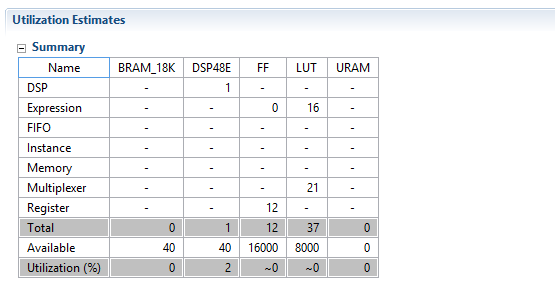 Utilization Estimates
Summary
Name BRAM_18K DSP48E FF LUT URAM
DSP - 1 - - -
Expression - - 0 16 -
FIFO - - - - -
Instance - - - - -
Memory - - - - -
Multiplexer - - - 21 -
Register - - 12 - -
Total 0 1 12 37 0
Available 40 40 16000 8000 0
Utilization (%) 0 2 ~0 ~0 0